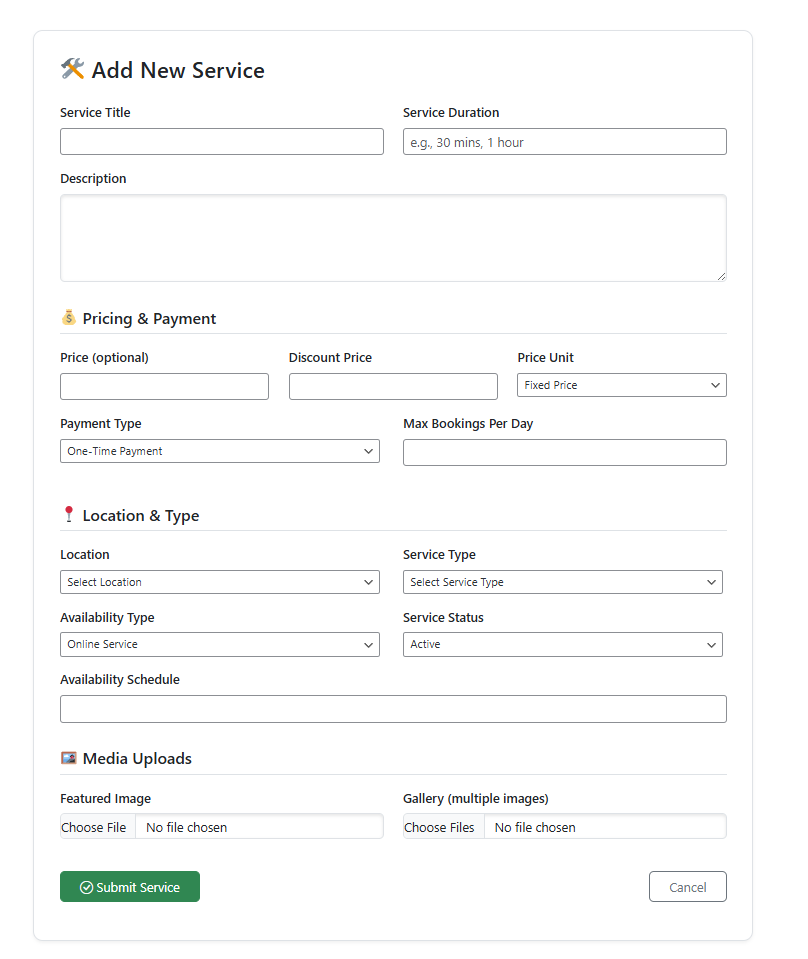 Add New Service
Service Title
Service Duration
e.g., 30 mins, 1 hour
Description
Pricing & Payment
Price (optional)
Discount Price
Price Unit
Fixed Price
Payment Type
Max Bookings Per Day
One-Time Payment
Location & Type
Location
Service Type
Select Location
Select Service Type
Availability Type
Service Status
Online Service
Active
Availability Schedule
Media Uploads
Featured Image
Gallery (multiple images)
Choose File No file chosen
Choose Files No file chosen
Submit Service
Cancel